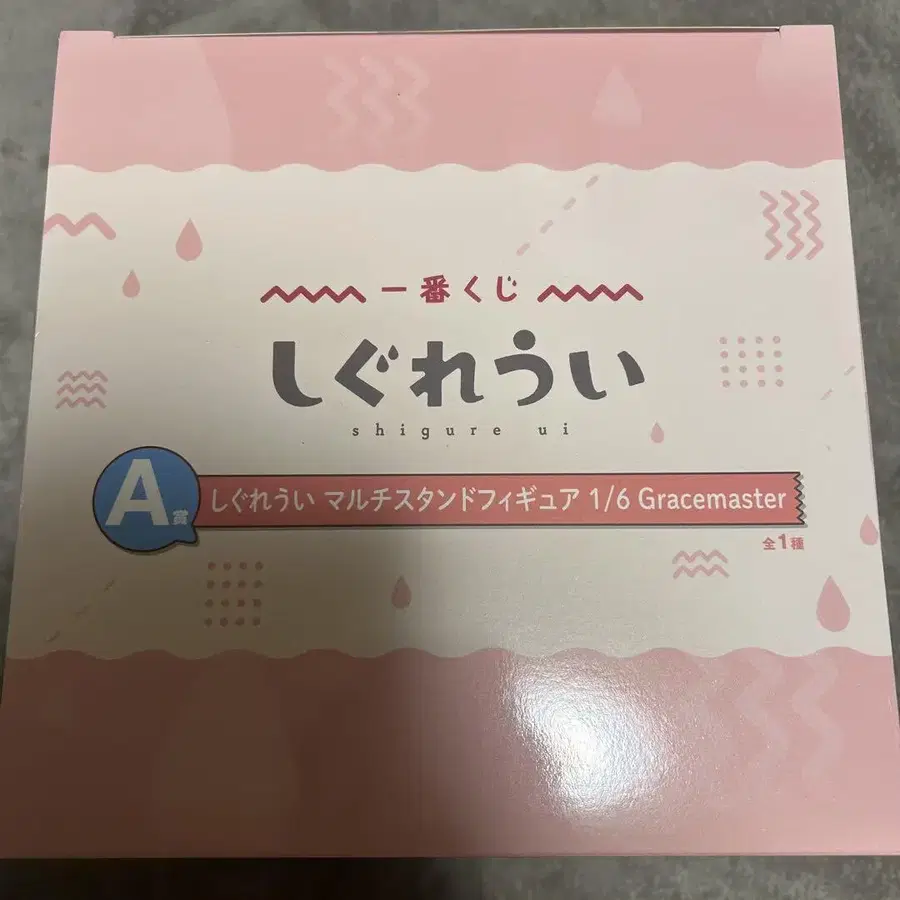 一番くじ
しぐれうい
shigure ui
A賞
しぐれうい マルチスタンドフィギュア 1/6 Gracemaster
全1種